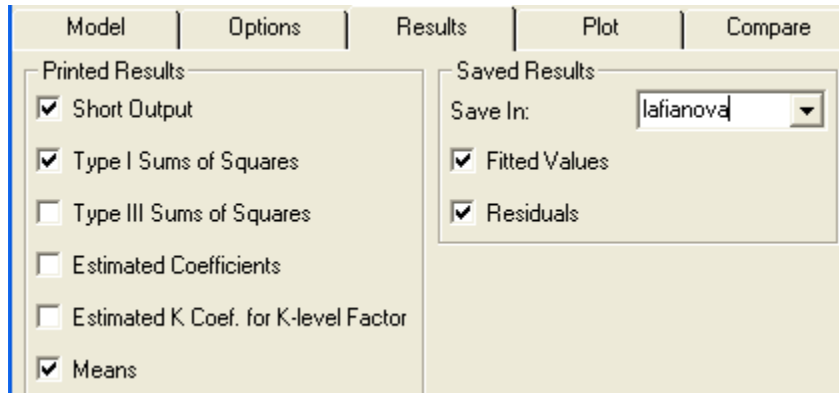 Model Options Results Plot Compare
Printed Results
Short Output
Type I Sums of Squares
Type III Sums of Squares
Estimated Coefficients
Estimated K Coef. for K-level Factor
Means
Saved Results
Save In: lafianova
Fitted Values
Residuals